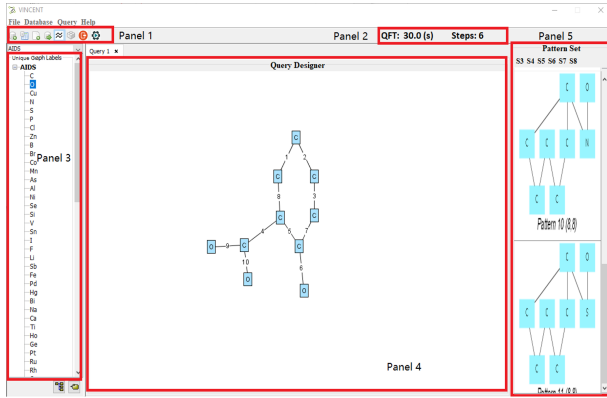 VINCENT
File Database Query Help
Panel 1
Panel 2
QFT: 30.0 (s) Steps: 6
Panel 5
AIDS
Query 1 ×
Unique Graph Labels
AIDS
C
O
Cu
N
S
P
Cl
Zn
B
Br
Co
Mn
As
Al
Ni
Se
Si
V
Sn
I
F
Li
Sb
Fe
Pd
Hg
Bi
Na
Ca
Ti
Ho
Ge
Pt
Ru
Rh
Panel 3
Query Designer
C
1 2
C C
8 3
C C
4 5 7
O 9 C C
10 6
O O
Panel 4
Pattern Set
S3 S4 S5 S6 S7 S8
C O
C C C N
C C
Pattern 10 (8,8)
C O
C C C S
C C
Pattern 11 (8,8)